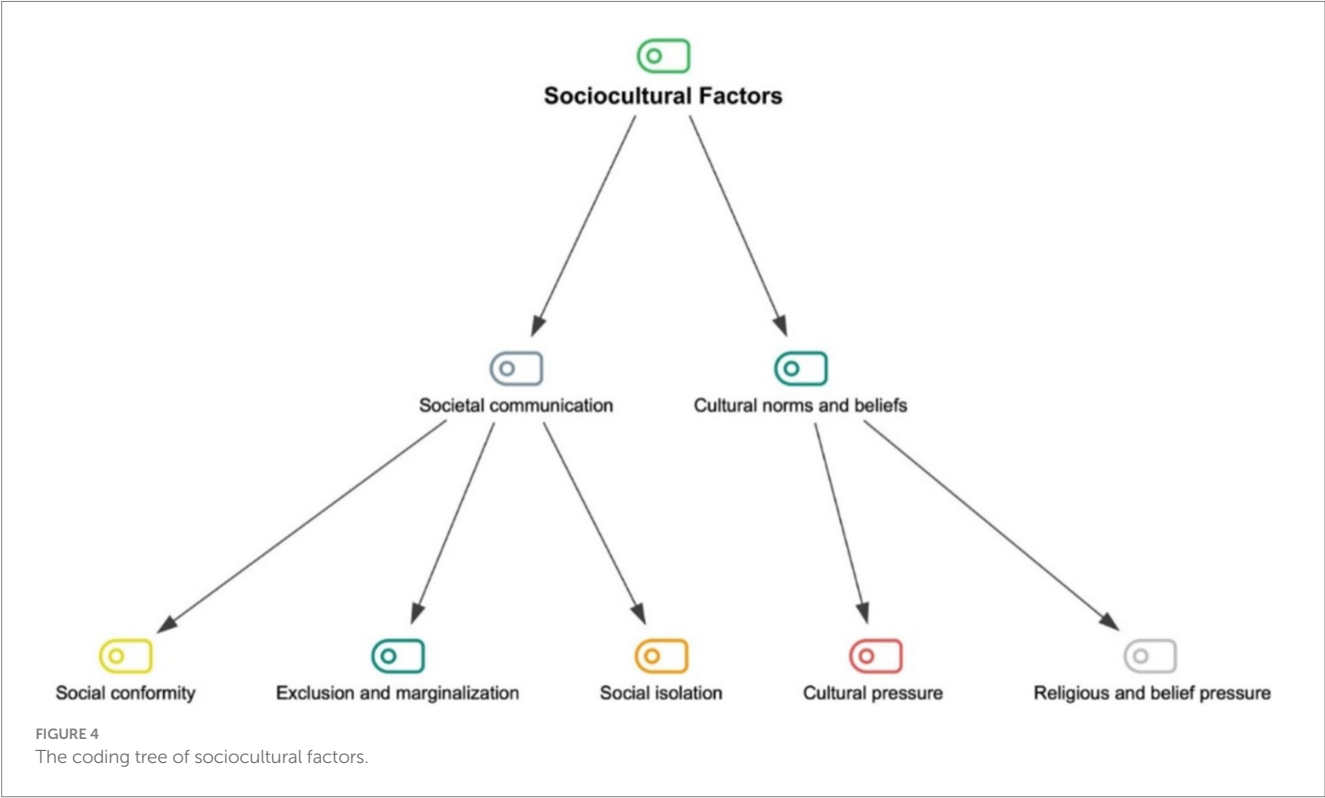 Sociocultural Factors
Societal communication
Cultural norms and beliefs
Social conformity
Exclusion and marginalization
Social isolation
Cultural pressure
Religious and belief pressure
FIGURE 4
The coding tree of sociocultural factors.